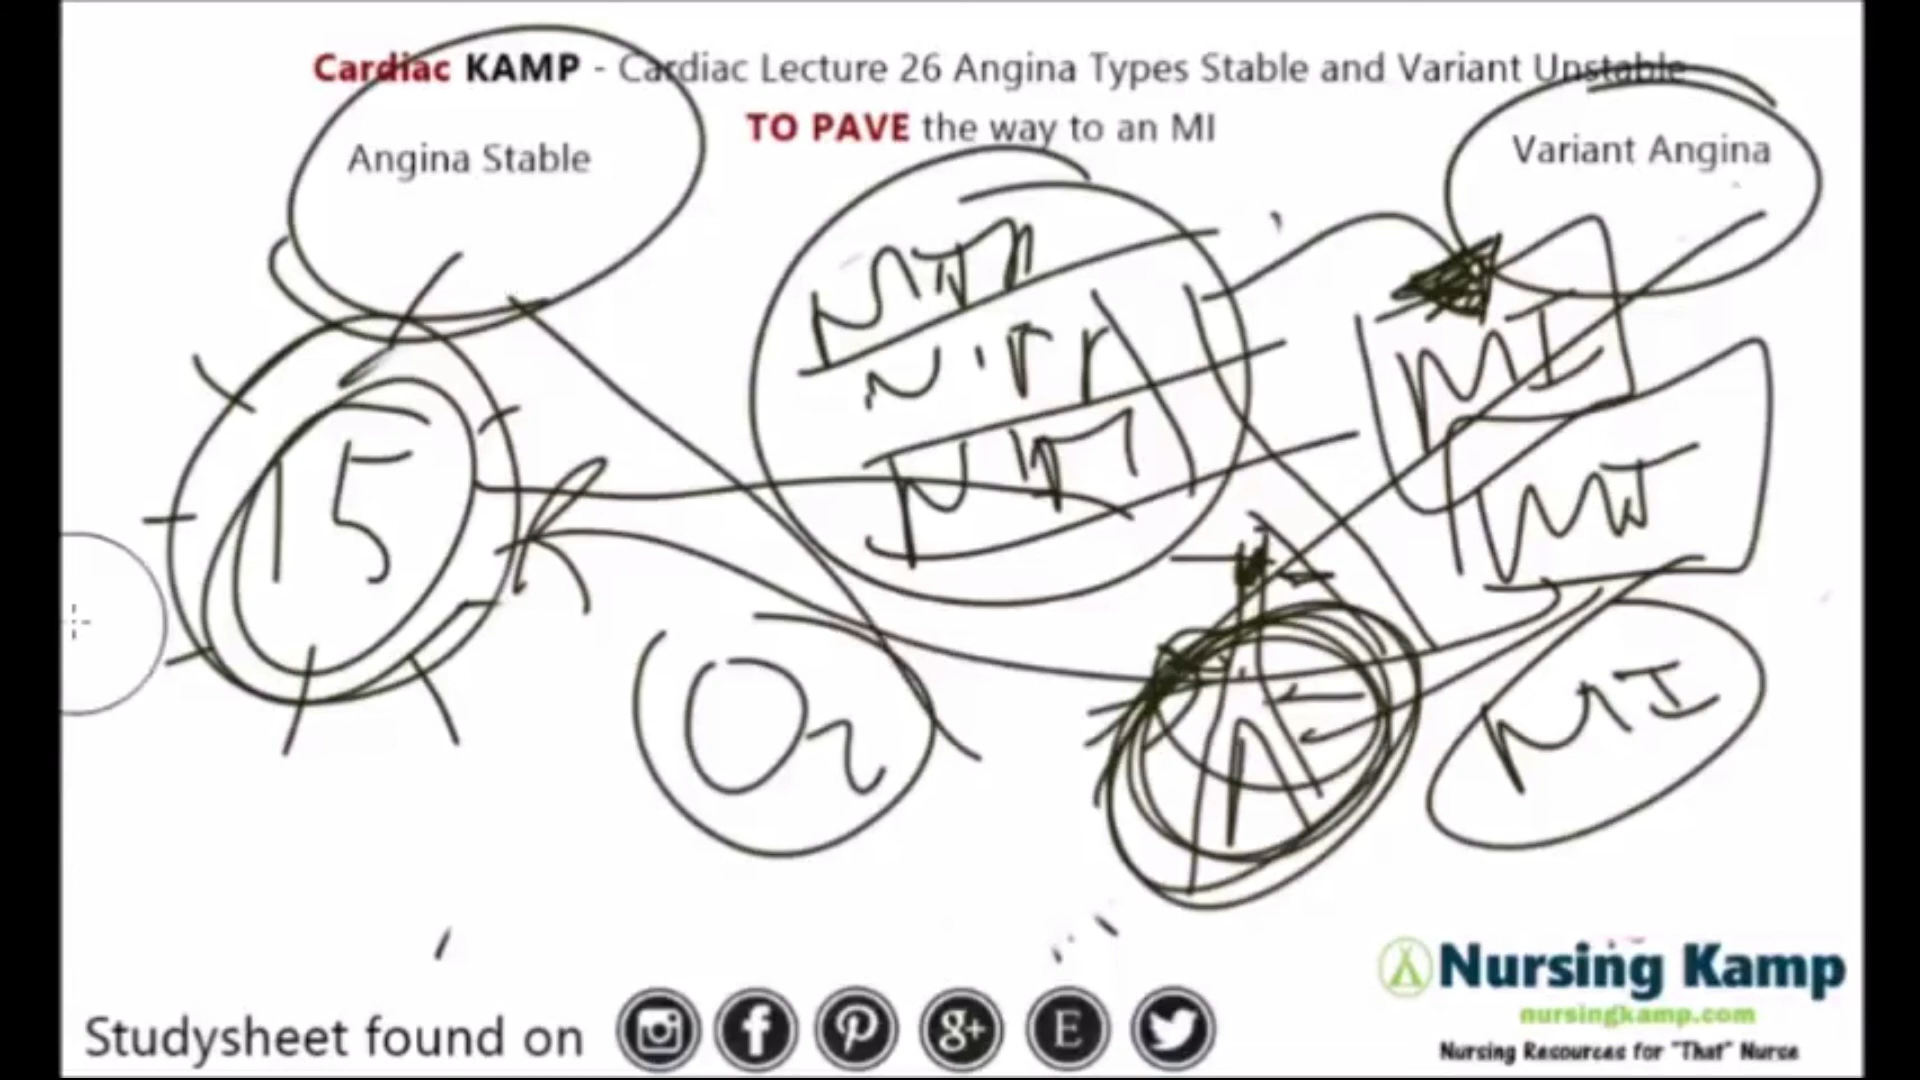 Cardiac KAMP - Cardiac Lecture 26 Angina Types Stable and Variant Unstable
TO PAVE the way to an MI
Angina Stable
Variant Angina
MI
15
MI
O2
MI
Nursing Kamp
nursingkamp.com
Nursing Resources for "That" Nurse
Studysheet found on